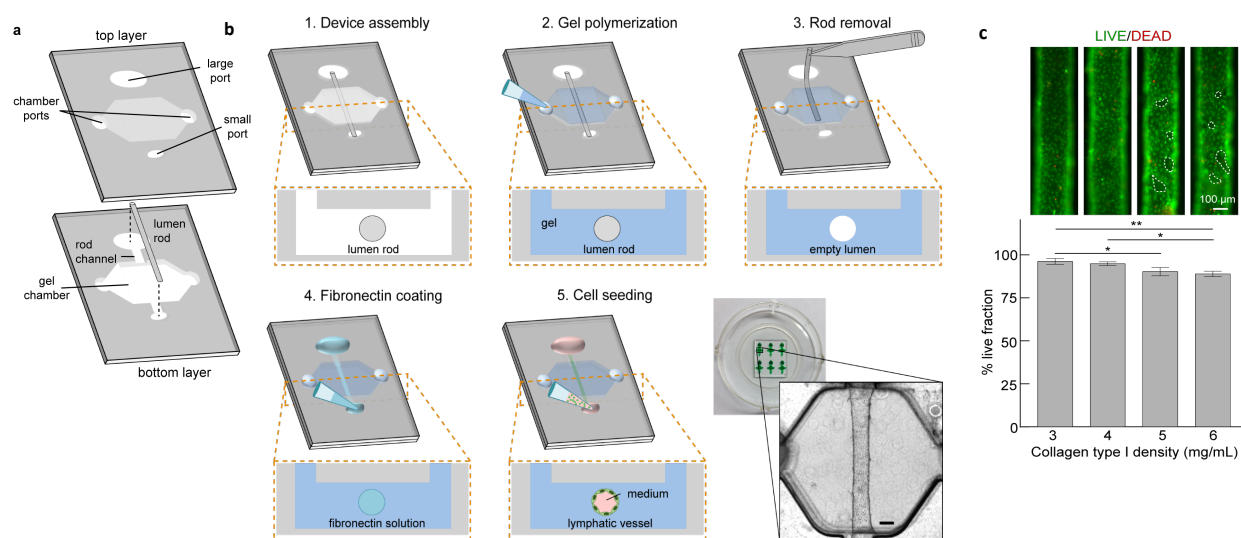 a
top layer
large
port
chamber
ports
small
port
lumen
rod
rod
channel
gel
chamber
bottom layer
b
1. Device assembly
lumen rod
2. Gel polymerization
gel
lumen rod
3. Rod removal
empty lumen
4. Fibronectin coating
fibronectin solution
5. Cell seeding
medium
lymphatic vessel
c
LIVE/DEAD
100 µm
**
*
*
100
75
50
25
0
% live fraction
3 4 5 6
Collagen type I density (mg/mL)